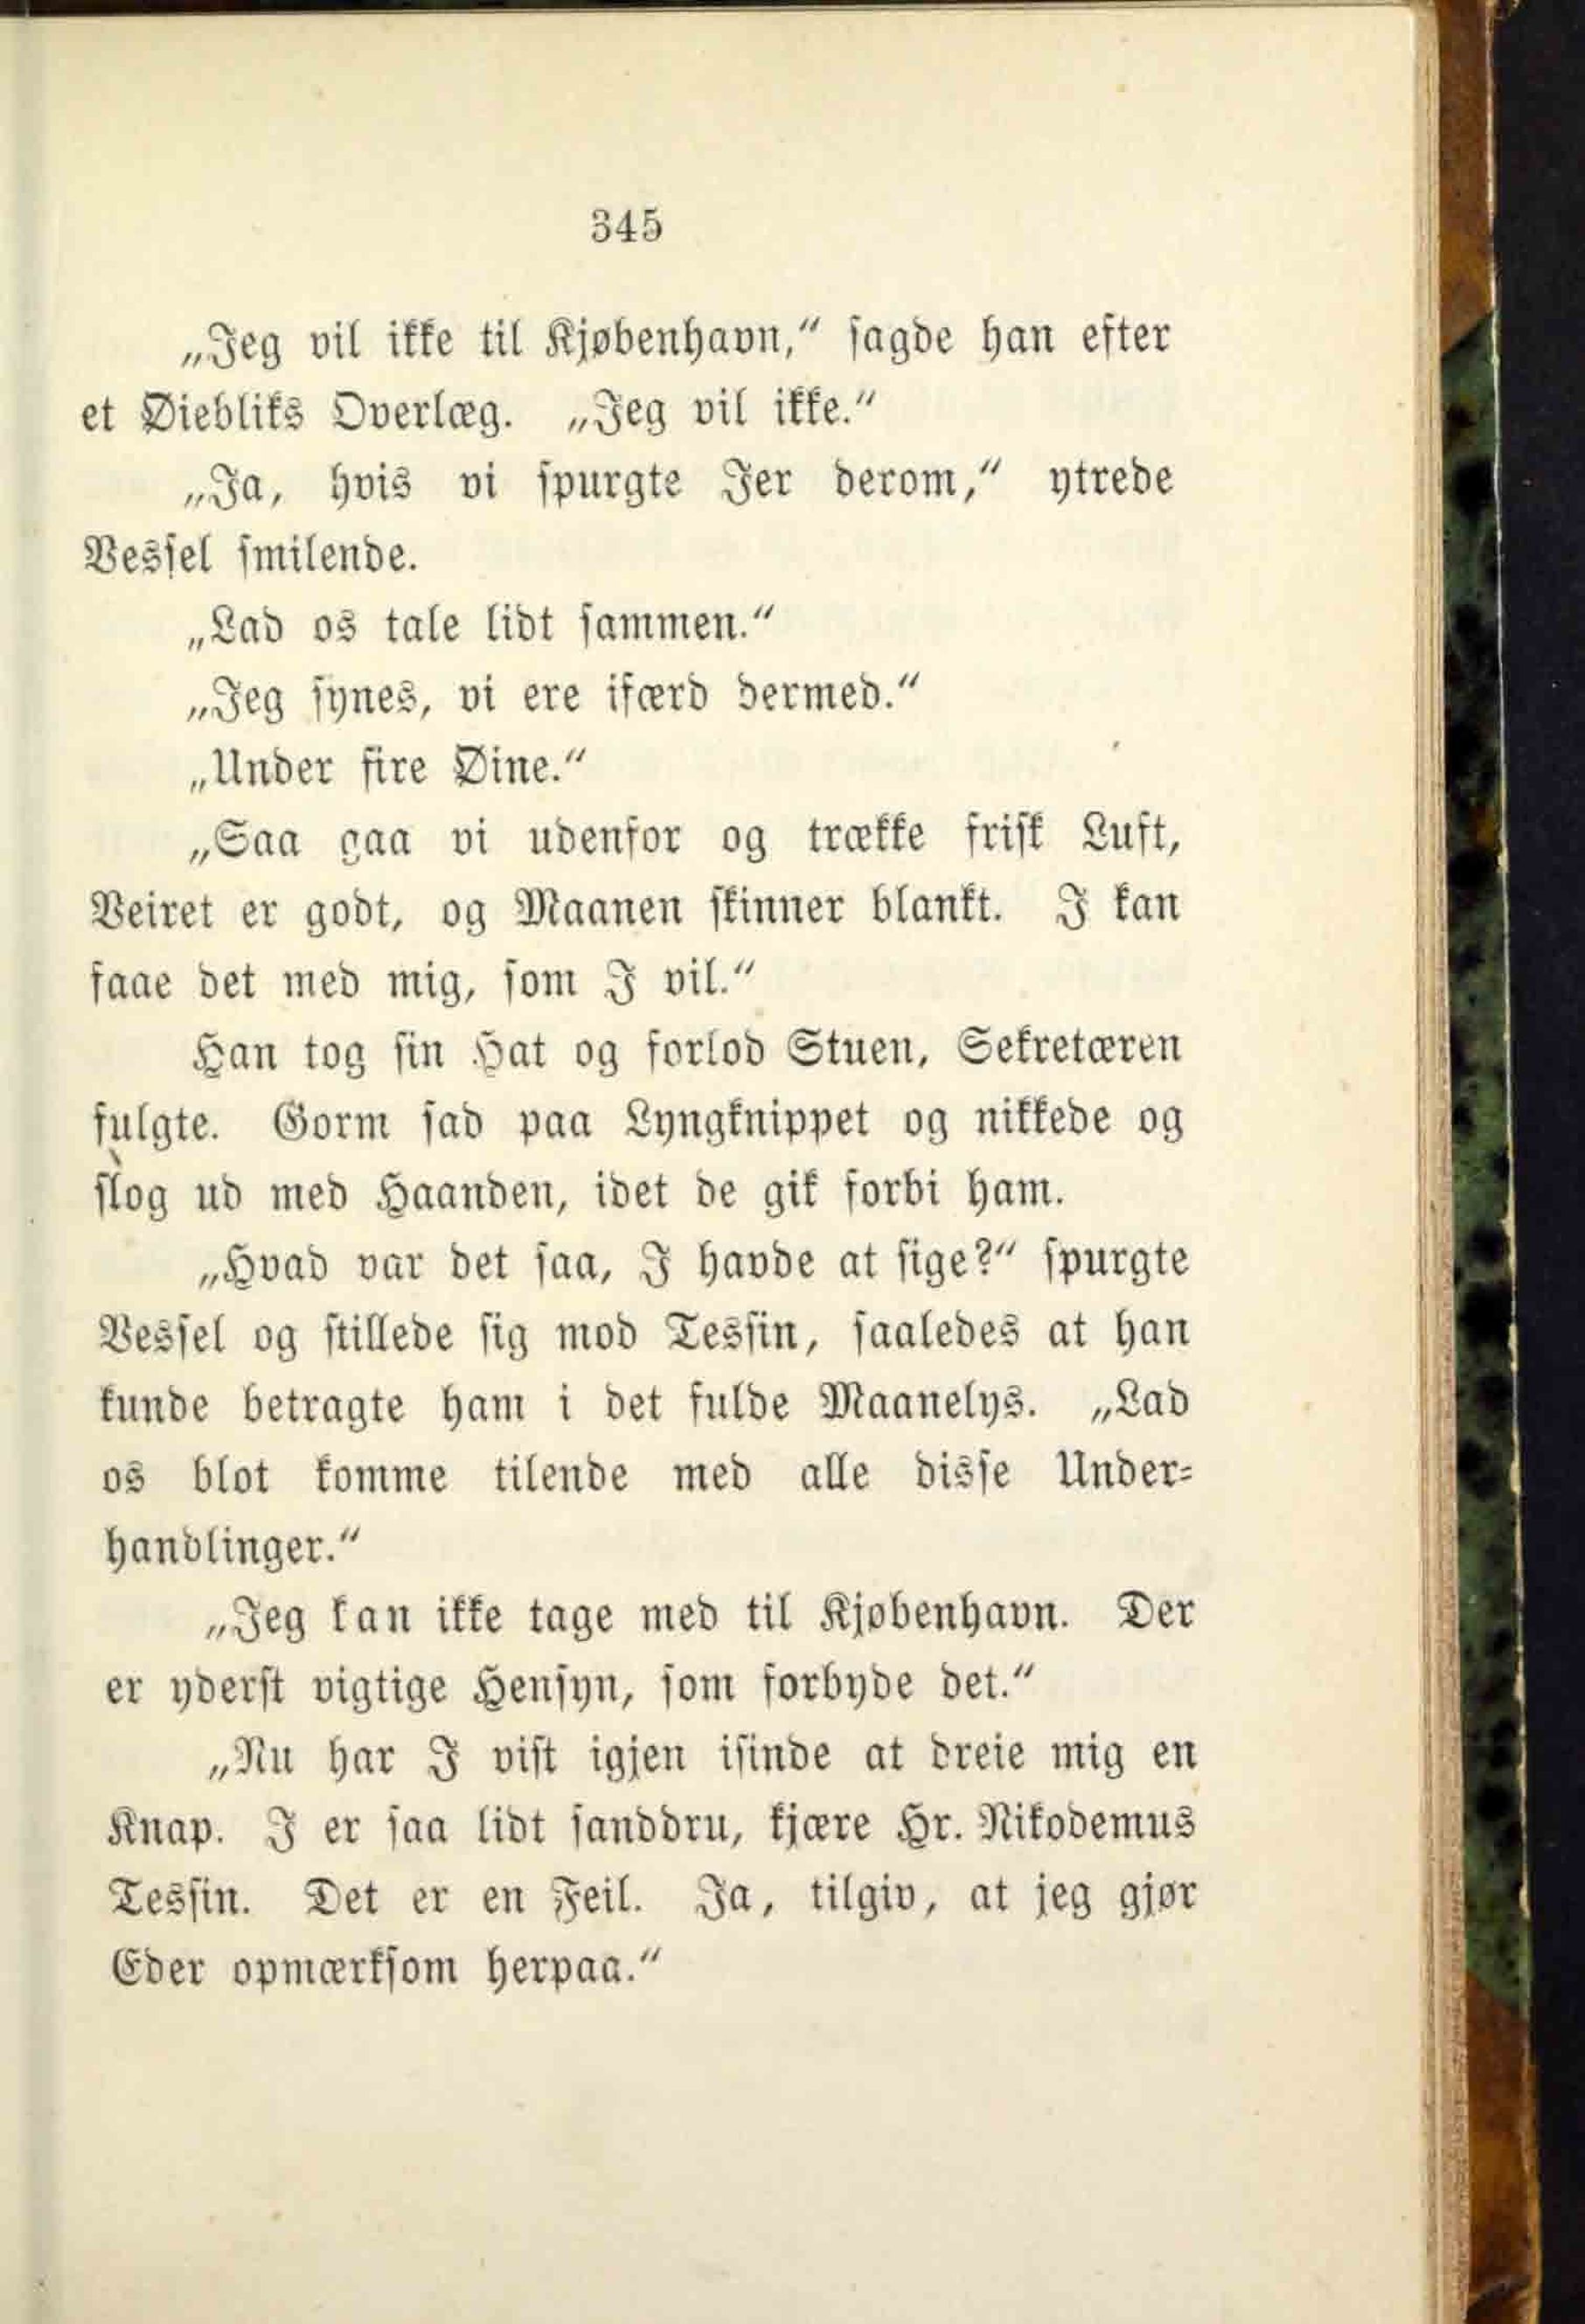 345
„Jeg vil ikke til Kjøbenhavn,“ sagde han efter
et Øiebliks Overlæg. „Jeg vil ikke.“
„Ja, hvis vi spurgte Jer derom,“ ytrede
Vessel smilende.
„Lad os tale lidt sammen.“
„Jeg synes, vi ere ifærd dermed.“
„Under fire Øine.“
„Saa gaa vi udenfor og trække frisk Luft,
Veiret er godt, og Maanen skinner blankt. I kan
faae det med mig, som I vil.“
Han tog sin Hat og forlod Stuen, Sekretæren
fulgte. Gorm sad paa Lyngknippet og nikkede og
slog ud med Haanden, idet de gik forbi ham.
„Hvad var det saa, I havde at sige?“ spurgte
Vessel og stillede sig mod Tessin, saaledes at han
kunde betragte ham i det fulde Maanelys. „Lad
os blot komme tilende med alle disse Under-
handlinger.“
„Jeg kan ikke tage med til Kjøbenhavn. Der
er yderst vigtige Hensyn, som forbyde det.“
„Nu har I vist igjen isinde at dreie mig en
Knap. I er saa lidt sanddru, kjære Hr. Nikodemus
Tessin. Det er en Feil. Ja, tilgiv, at jeg gjør
Eder opmærksom herpaa.“